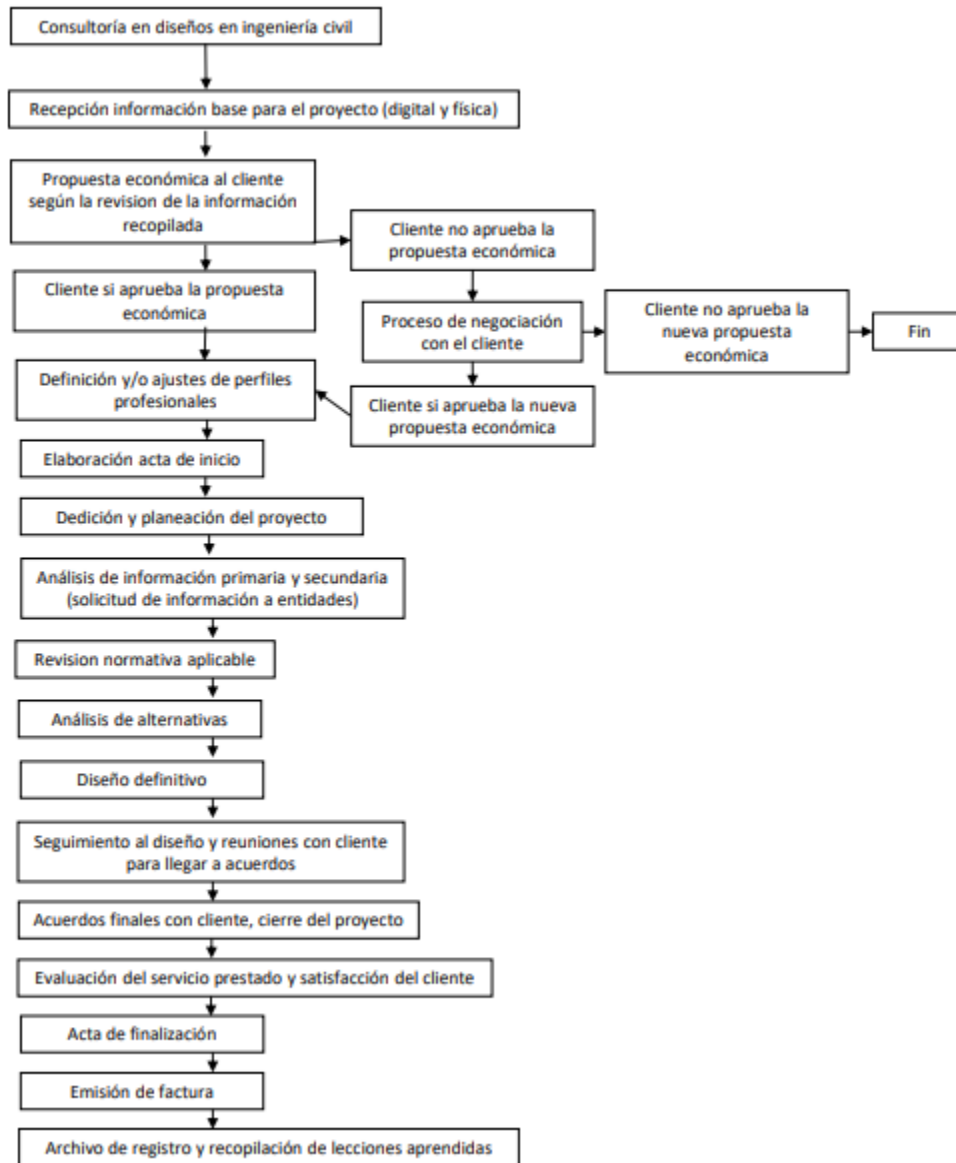 Consultoría en diseños en ingeniería civil
Recepción información base para el proyecto (digital y física)
Propuesta económica al cliente
según la revision de la información
recopilada
Cliente no aprueba la
propuesta económica
Cliente si aprueba la propuesta
económica
Proceso de negociación
con el cliente
Cliente no aprueba la
nueva propuesta
económica
Fin
Definición y/o ajustes de perfiles
profesionales
Cliente si aprueba la nueva
propuesta económica
Elaboración acta de inicio
Dedición y planeación del proyecto
Análisis de información primaria y secundaria
(solicitud de información a entidades)
Revision normativa aplicable
Análisis de alternativas
Diseño definitivo
Seguimiento al diseño y reuniones con cliente
para llegar a acuerdos
Acuerdos finales con cliente, cierre del proyecto
Evaluación del servicio prestado y satisfacción del cliente
Acta de finalización
Emisión de factura
Archivo de registro y recopilación de lecciones aprendidas